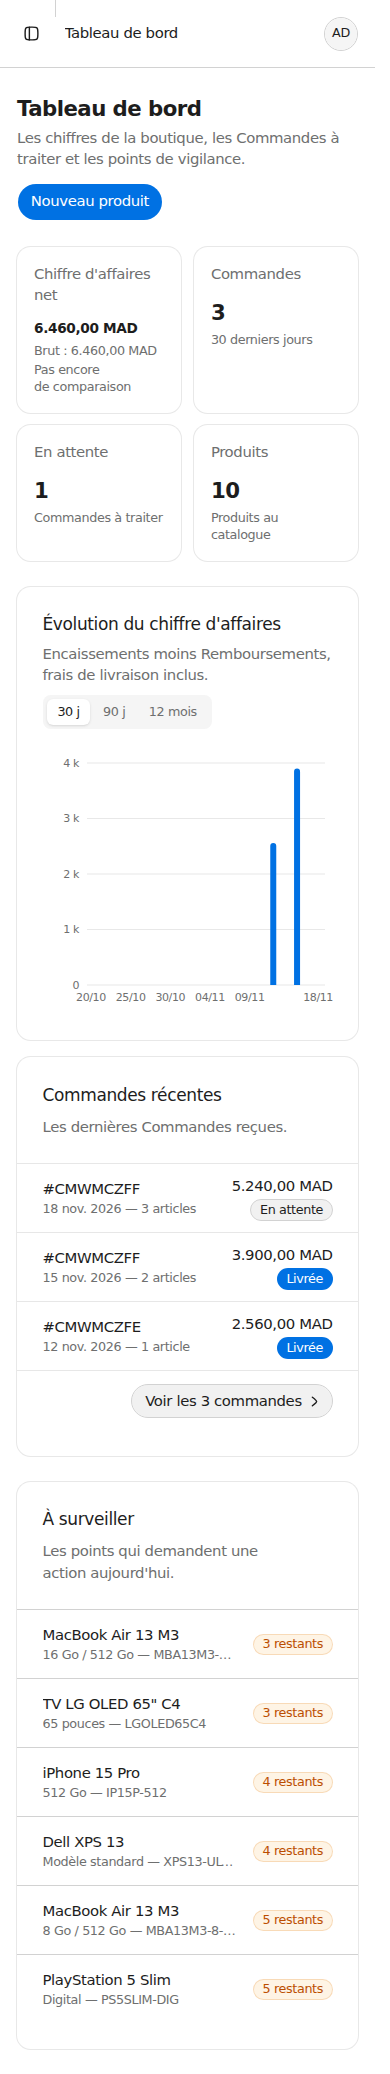 Tableau de bord
AD
Tableau de bord
Les chiffres de la boutique, les Commandes à
traiter et les points de vigilance.
Nouveau produit
Chiffre d'affaires
net
6.460,00 MAD
Brut : 6.460,00 MAD
Pas encore
de comparaison
Commandes
3
30 derniers jours
En attente
1
Commandes à traiter
Produits
10
Produits au
catalogue
Évolution du chiffre d'affaires
Encaissements moins Remboursements,
frais de livraison inclus.
30 j 90 j 12 mois
4 k
3 k
2 k
1 k
0
20/10 25/10 30/10 04/11 09/11 18/11
Commandes récentes
Les dernières Commandes reçues.
#CMWMCZFF
18 nov. 2026 — 3 articles
5.240,00 MAD
En attente
#CMWMCZFF
15 nov. 2026 — 2 articles
3.900,00 MAD
Livrée
#CMWMCZFE
12 nov. 2026 — 1 article
2.560,00 MAD
Livrée
Voir les 3 commandes
À surveiller
Les points qui demandent une
action aujourd'hui.
MacBook Air 13 M3
16 Go / 512 Go — MBA13M3-…
3 restants
TV LG OLED 65" C4
65 pouces — LGOLED65C4
3 restants
iPhone 15 Pro
512 Go — IP15P-512
4 restants
Dell XPS 13
Modèle standard — XPS13-UL…
4 restants
MacBook Air 13 M3
8 Go / 512 Go — MBA13M3-8-…
5 restants
PlayStation 5 Slim
Digital — PS5SLIM-DIG
5 restants